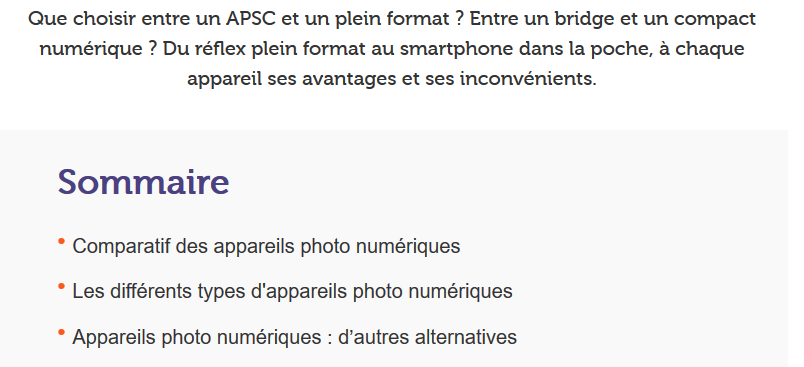 Que choisir entre un APSC et un plein format ? Entre un bridge et un compact
numérique ? Du réflex plein format au smartphone dans la poche, à chaque
appareil ses avantages et ses inconvénients.
Sommaire
• Comparatif des appareils photo numériques
• Les différents types d'appareils photo numériques
• Appareils photo numériques : d’autres alternatives